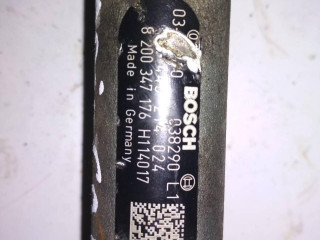 BOSCH
038290 L1
024
8 200 347 176 H114017
Made in Germany